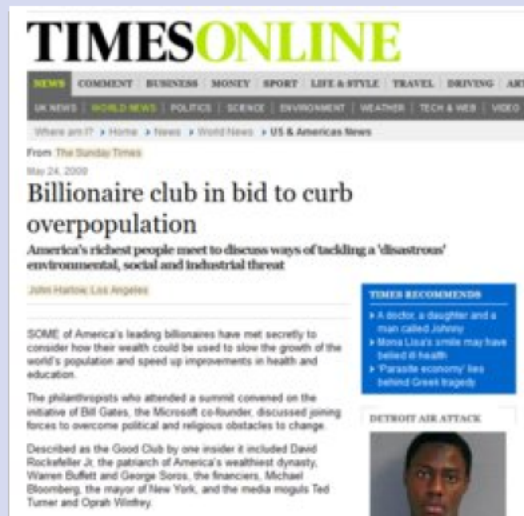 TIMESONLINE
NEWS COMMENT BUSINESS MONEY SPORT LIFE & STYLE TRAVEL DRIVING
UK NEWS WORLD NEWS POLITICS SCIENCE ENVIRONMENT WEATHER TECH & WEB VIDEO
Where am I? Home News World News US & Americas News
From The Sunday Times
May 24, 2009
Billionaire club in bid to curb
overpopulation
America's richest people meet to discuss ways of tackling a 'disastrous'
environmental, social and industrial threat
John Harlow, Los Angeles
SOME of America's leading billionaires have met secretly to
consider how their wealth could be used to slow the growth of the
world's population and speed up improvements in health and
education.
The philanthropists who attended a summit convened on the
initiative of Bill Gates, the Microsoft co-founder, discussed joining
forces to overcome political and religious obstacles to change.
Described as the Good Club by one insider it included David
Rockefeller Jr, the patriarch of America's wealthiest dynasty,
Warren Buffett and George Soros, the financiers, Michael
Bloomberg, the mayor of New York, and the media moguls Ted
Turner and Oprah Winfrey.
TIMES RECOMMENDS
A doctor, a daughter and a
man called Johnny
Mona Lisa's smile may have
belied ill health
'Parasite economy' lies
behind Greek tragedy
DETROIT AIR ATTACK